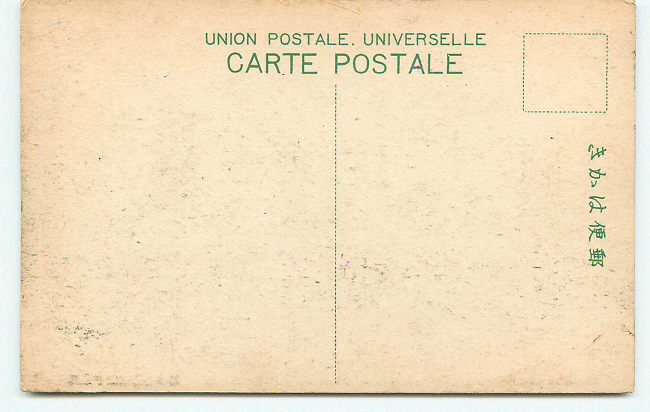 UNION POSTALE. UNIVERSELLE
CARTE POSTALE
きかは便郵